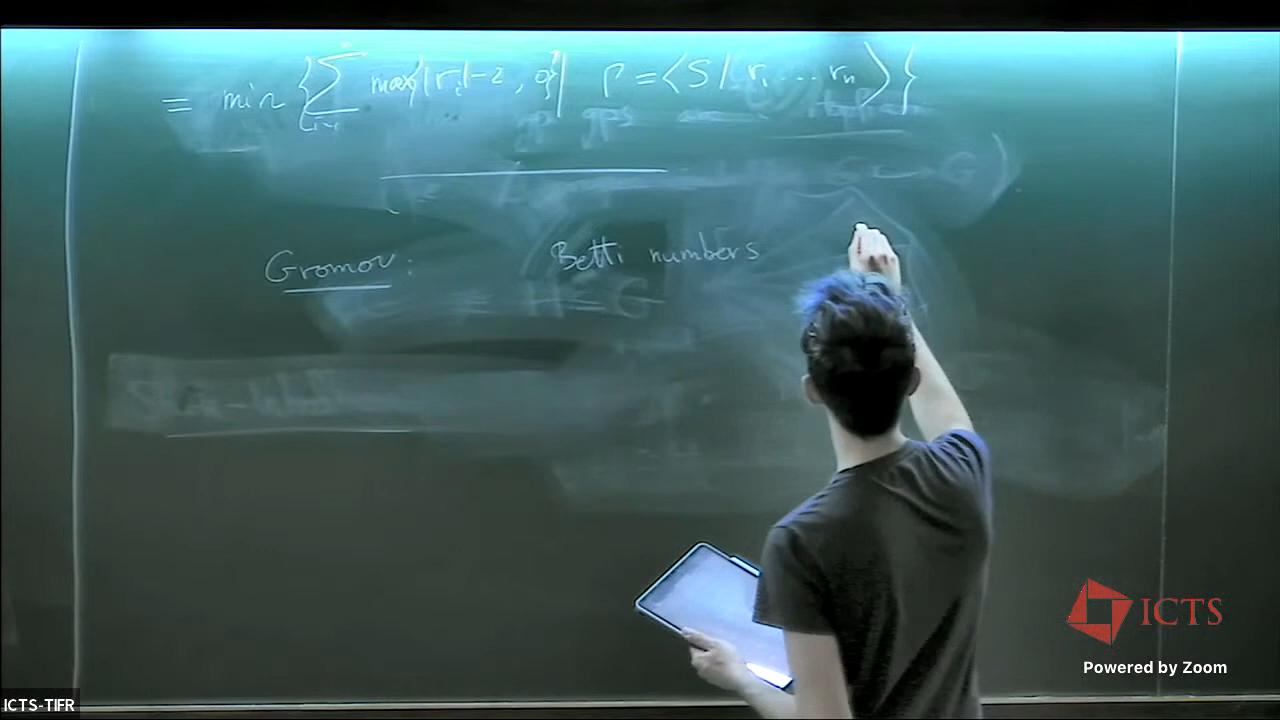 = min { ∑ max{|rᵢ|-2, 0} | Γ = ⟨S | r₁ ... rₙ⟩ }
Gromov: Betti numbers
ICTS
Powered by Zoom
ICTS-TIFR